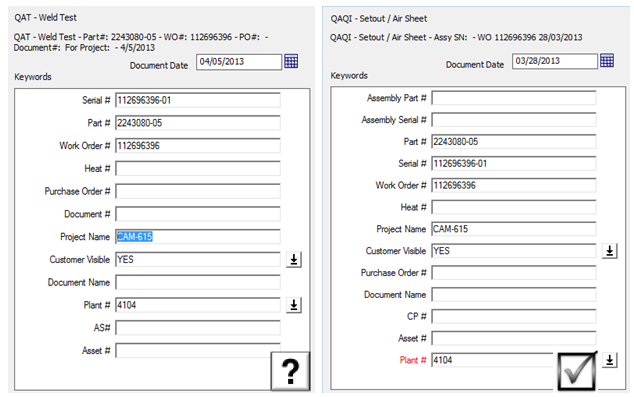 QAT - Weld Test
QAT - Weld Test - Part#: 2243080-05 - WO#: 112696396 - PO#: -
Document#: For Project: - 4/5/2013
Document Date 04/05/2013
Keywords
Serial # 112696396-01
Part # 2243080-05
Work Order # 112696396
Heat #
Purchase Order #
Document #
Project Name CAM-615
Customer Visible YES
Document Name
Plant # 4104
AS#
Asset #
?
QAQI - Setout / Air Sheet
QAQI - Setout / Air Sheet - Assy SN: - WO 112696396 28/03/2013
Document Date 03/28/2013
Keywords
Assembly Part #
Assembly Serial #
Part # 2243080-05
Serial # 112696396-01
Work Order # 112696396
Heat #
Project Name CAM-615
Customer Visible YES
Purchase Order #
Document Name
CP #
Asset #
Plant # 4104